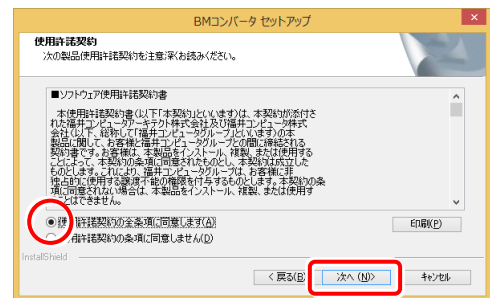 BMコンバータ セットアップ
使用許諾契約
次の製品使用許諾契約を注意深くお読みください。
■ソフトウェア使用許諾契約書
本使用許諾契約書(以下「本契約」といいます)は、本契約が添付さ
れた福井コンピュータアーキテクト株式会社及び福井コンピュータ株式
会社(以下、総称して「福井コンピュータグループ」といいます)の本
製品に関して、お客様と福井コンピュータグループとの間に締結される
契約書です。お客様は、本製品をインストール、複製、または使用する
ことによって、本契約の条項に同意されたものとし、本契約は成立した
ものとします。これにより、福井コンピュータグループは、お客様に非
独占的に使用する譲渡不能の権限を付与するものとします。本契約の条
項に同意されない場合は、本製品をインストール、複製、または使用す
ことはできません。
使用許諾契約の全条項に同意します(A)
用許諾契約の条項に同意しません(D)
印刷(P)
InstallShield
< 戻る(B)
次へ (N)>
キャンセル